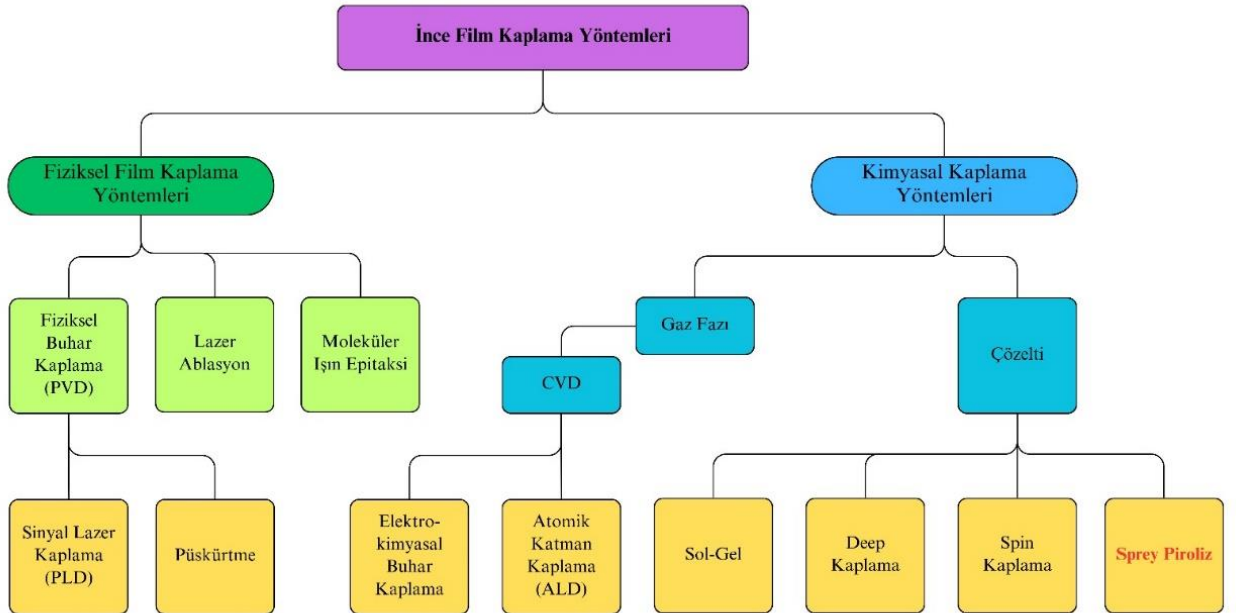 İnce Film Kaplama Yöntemleri
Fiziksel Film Kaplama
Yöntemleri
Kimyasal Kaplama
Yöntemleri
Fiziksel
Buhar
Kaplama
(PVD)
Lazer
Ablasyon
Moleküler
Işın Epitaksi
Gaz Fazı
CVD
Çözelti
Sinyal Lazer
Kaplama
(PLD)
Püskürtme
Elektro-
kimyasal
Buhar
Kaplama
Atomik
Katman
Kaplama
(ALD)
Sol-Gel
Deep
Kaplama
Spin
Kaplama
Sprey Piroliz